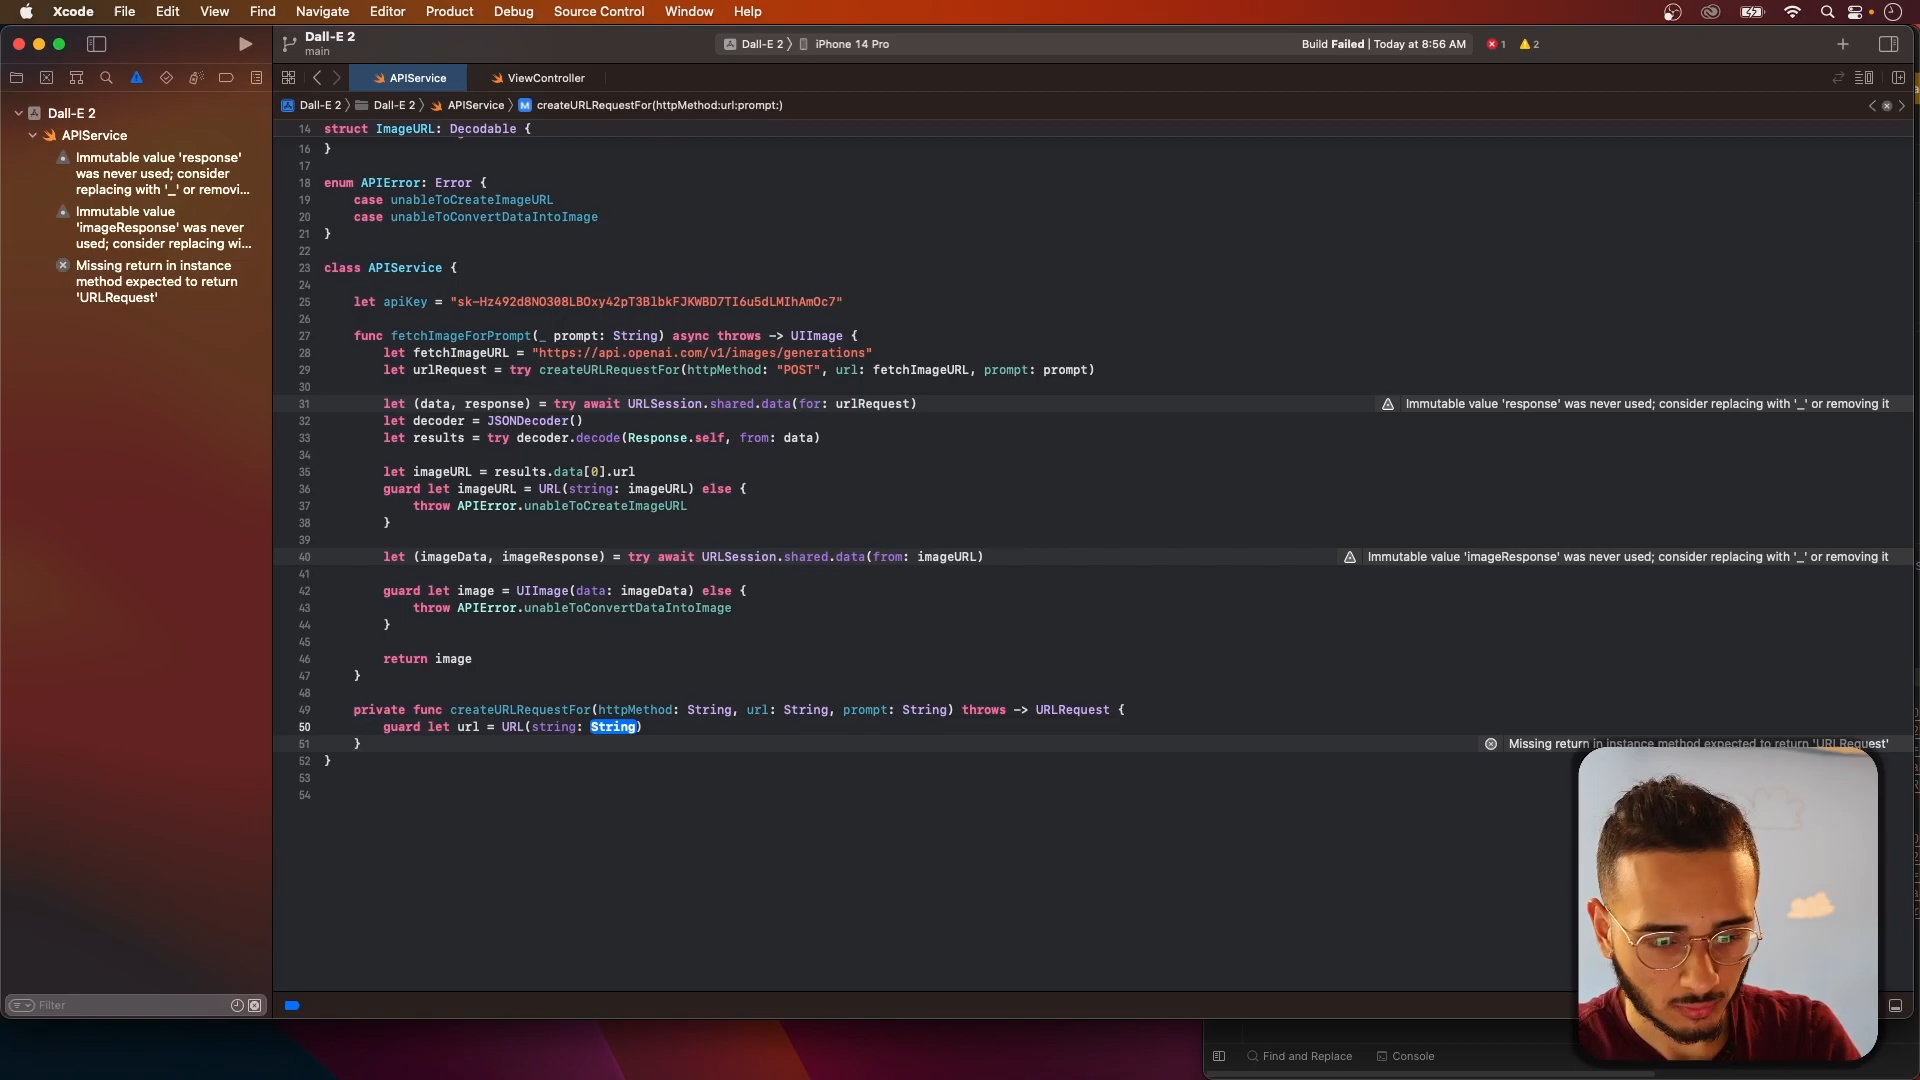 Xcode File Edit View Find Navigate Editor Product Debug Source Control Window Help
Dall-E 2
main
Dall-E 2 〉 iPhone 14 Pro
Build Failed | Today at 8:56 AM
1
2
APIService
ViewController
Dall-E 2 〉 Dall-E 2 〉 APIService 〉 M createURLRequestFor(httpMethod:url:prompt:)
Dall-E 2
APIService
Immutable value 'response'
was never used; consider
replacing with '_' or removi...
Immutable value
'imageResponse' was never
used; consider replacing wi...
Missing return in instance
method expected to return
'URLRequest'
Filter
14 struct ImageURL: Decodable {
16 }
17
18 enum APIError: Error {
19 case unableToCreateImageURL
20 case unableToConvertDataIntoImage
21 }
22
23 class APIService {
24
25 let apiKey = "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"
26
27 func fetchImageForPrompt(_ prompt: String) async throws -> UIImage {
28 let fetchImageURL = "https://api.openai.com/v1/images/generations"
29 let urlRequest = try createURLRequestFor(httpMethod: "POST", url: fetchImageURL, prompt: prompt)
30
31 let (data, response) = try await URLSession.shared.data(for: urlRequest)
Immutable value 'response' was never used; consider replacing with '_' or removing it
32 let decoder = JSONDecoder()
33 let results = try decoder.decode(Response.self, from: data)
34
35 let imageURL = results.data[0].url
36 guard let imageURL = URL(string: imageURL) else {
37 throw APIError.unableToCreateImageURL
38 }
39
40 let (imageData, imageResponse) = try await URLSession.shared.data(from: imageURL)
Immutable value 'imageResponse' was never used; consider replacing with '_' or removing it
41
42 guard let image = UIImage(data: imageData) else {
43 throw APIError.unableToConvertDataIntoImage
44 }
45
46 return image
47 }
48
49 private func createURLRequestFor(httpMethod: String, url: String, prompt: String) throws -> URLRequest {
50 guard let url = URL(string: String)
51 }
Missing return in instance method expected to return 'URLRequest'
52 }
53
54
Find and Replace
Console